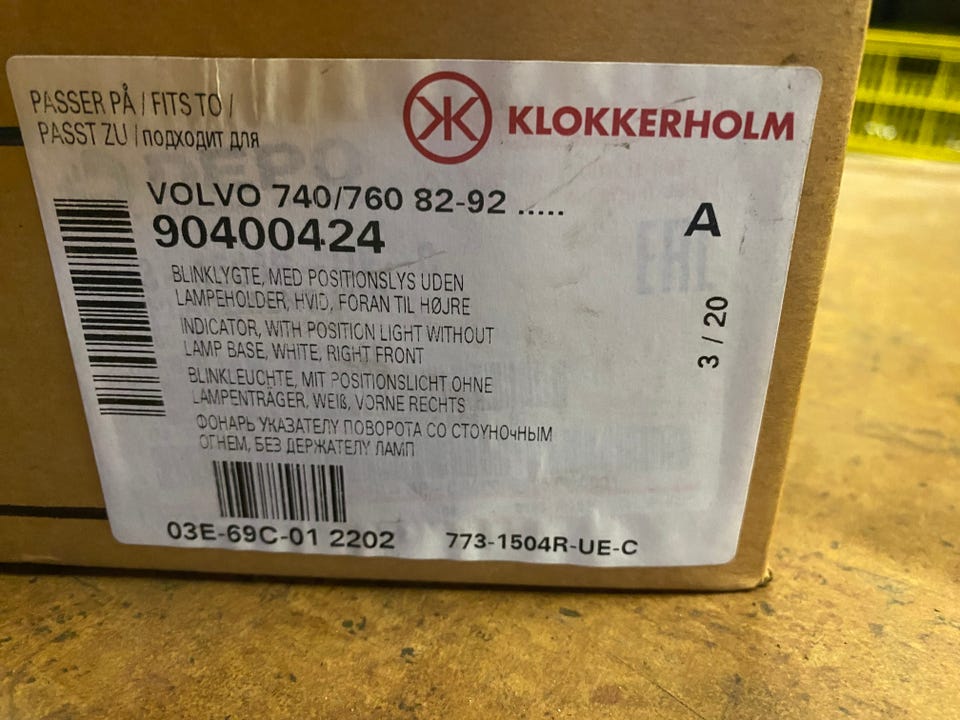 PASSER PÅ / FITS TO /
PASST ZU / подходит для
KLOKKERHOLM
VOLVO 740/760 82-92 .....
90400424
A
BLINKLYGTE, MED POSITIONSLYS UDEN
LAMPEHOLDER, HVID, FORAN TIL HØJRE
INDICATOR, WITH POSITION LIGHT WITHOUT
LAMP BASE, WHITE, RIGHT FRONT
BLINKLEUCHTE, MIT POSITIONSLICHT OHNE
LAMPENTRÄGER, WEIß, VORNE RECHTS
ФОНАРЬ УКАЗАТЕЛУ ПОВОРОТА СО СТОУНОчНЫМ
ОГНЕМ, БЕЗ ДЕРЖАТЕЛУ ЛАМП
3 / 20
03E-69C-01 2202
773-1504R-UE-C
DEPO
EAC